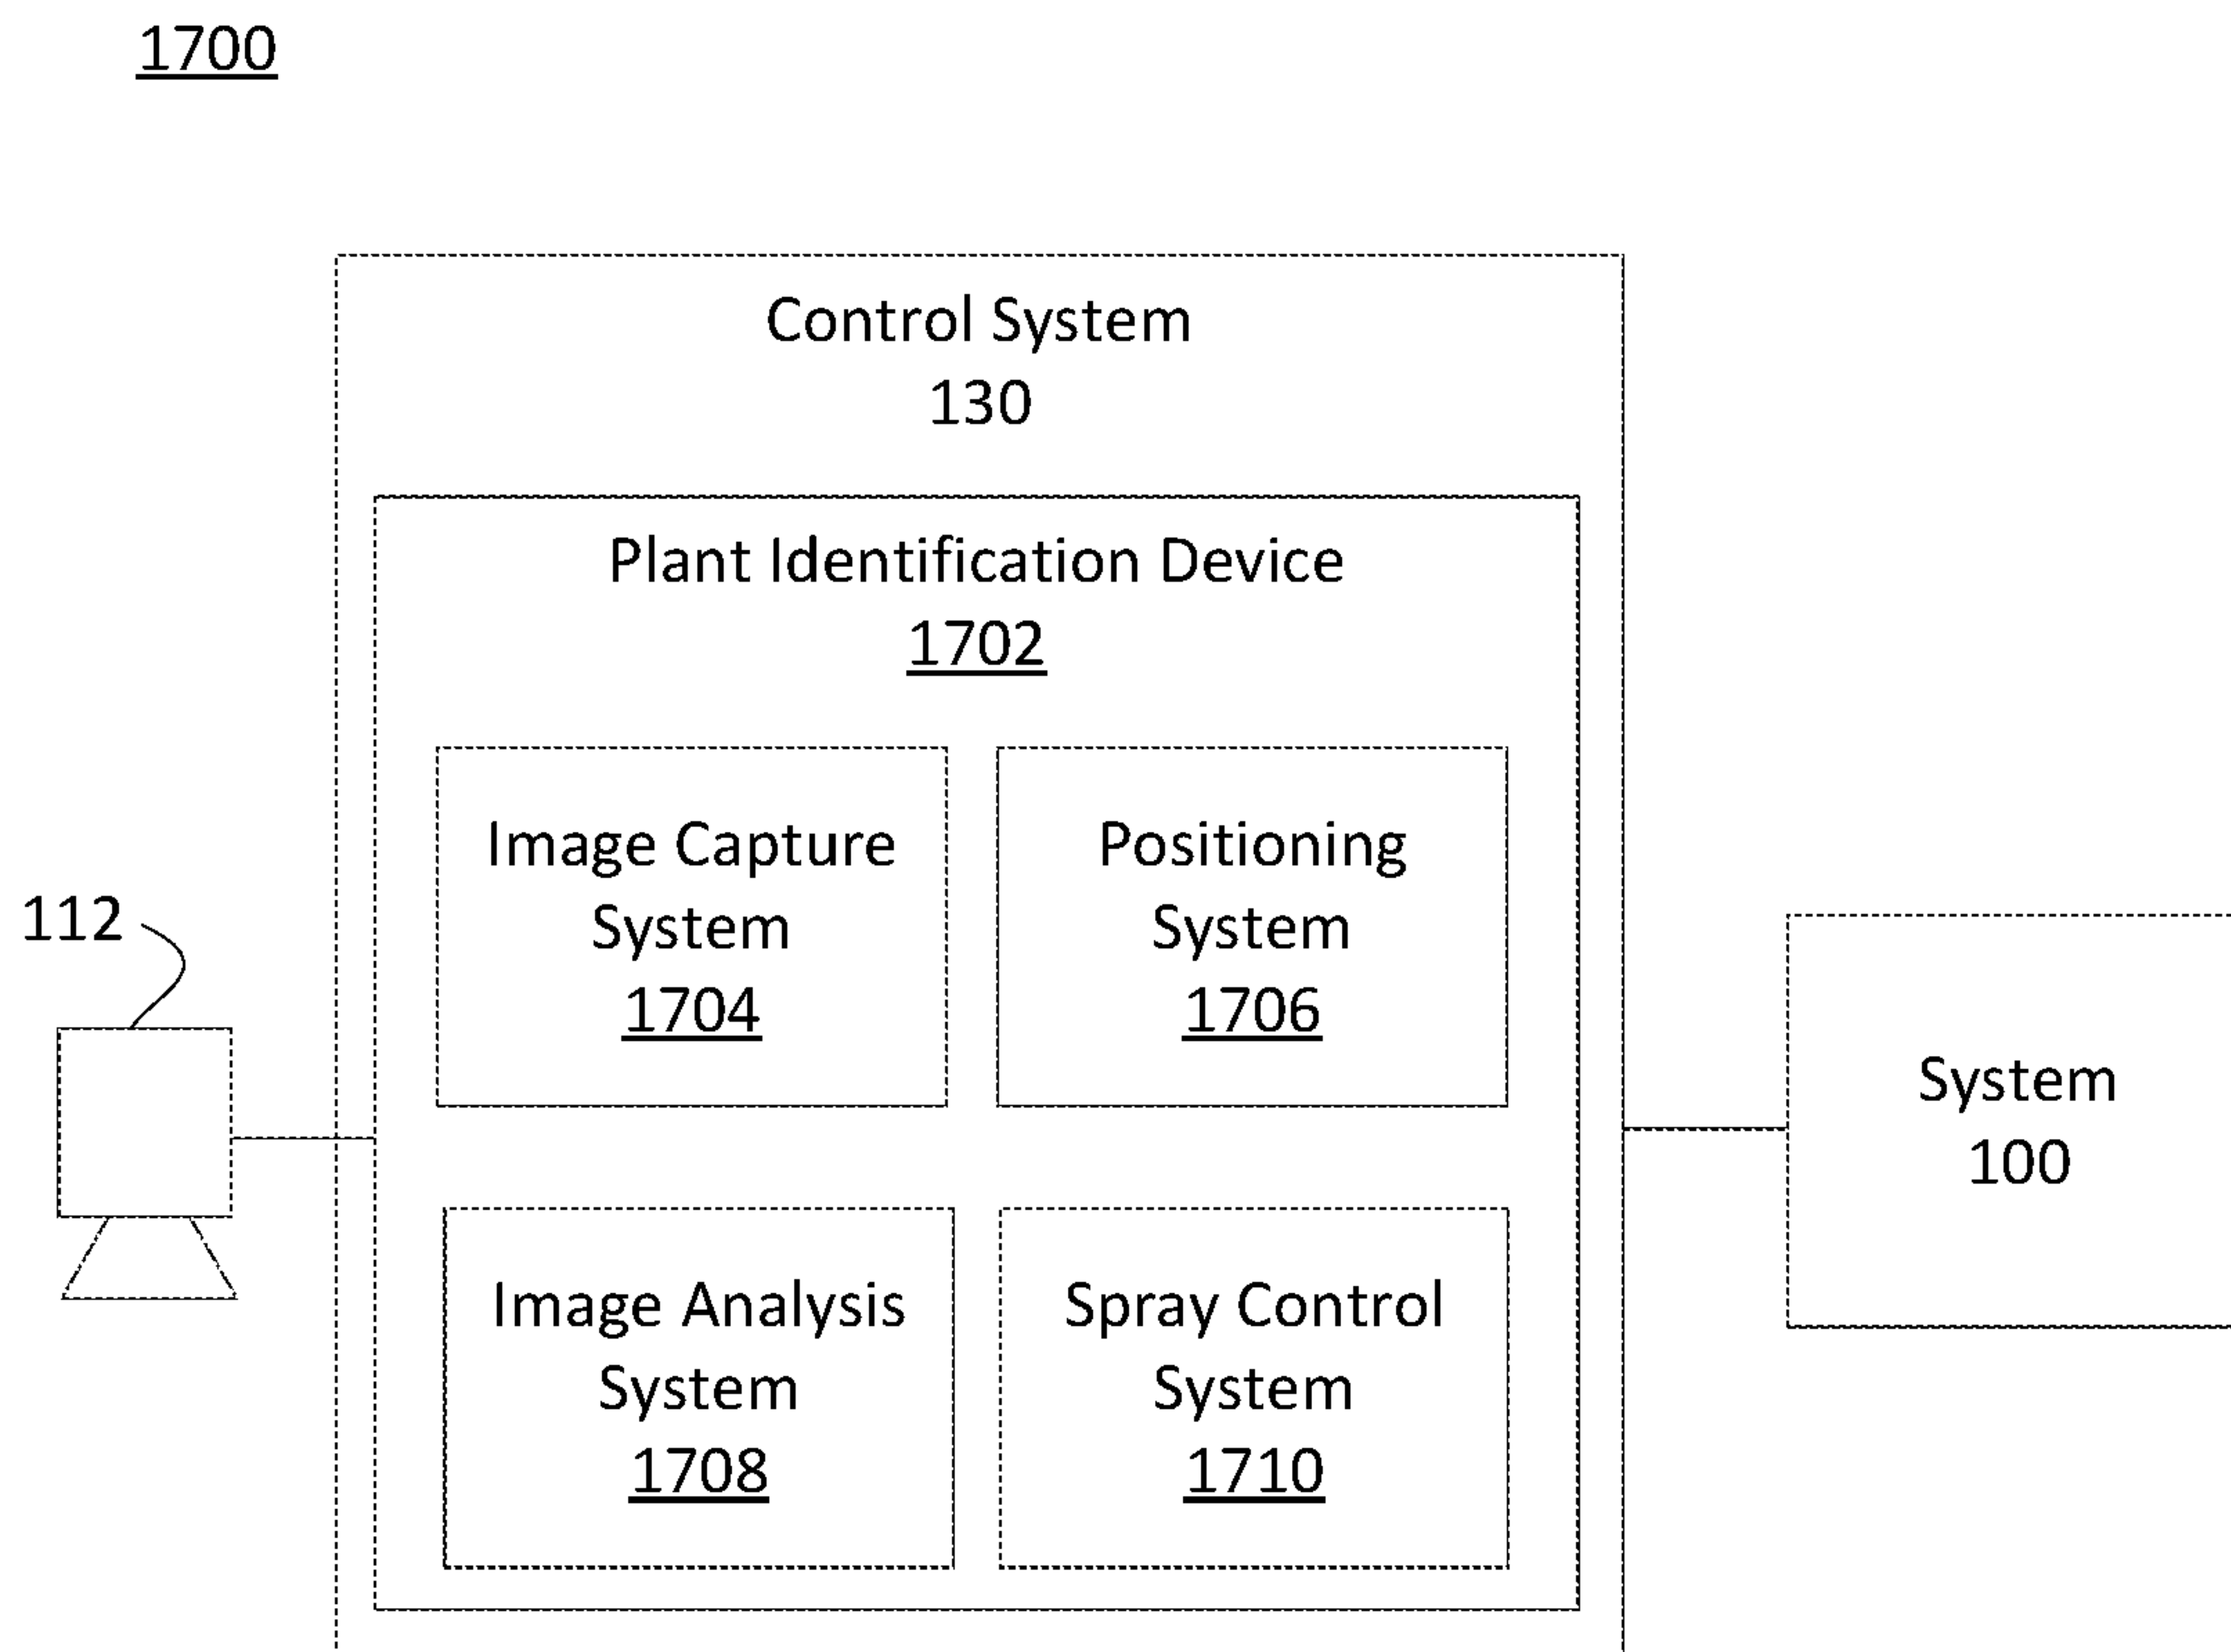 1700
Control System
130
Plant Identification Device
1702
Image Capture
System
1704
Positioning
System
1706
112
System
100
Image Analysis
System
1708
Spray Control
System
1710